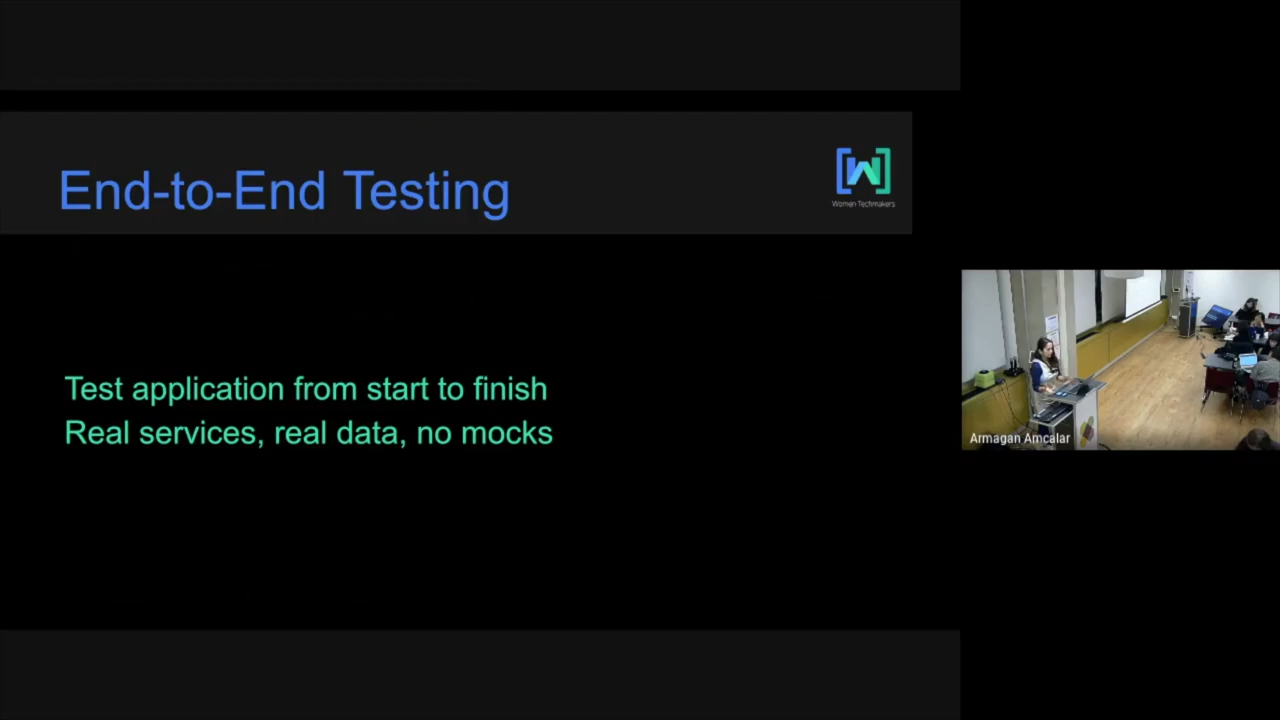 End-to-End Testing
Women Techmakers
Test application from start to finish
Real services, real data, no mocks
Armagan Amcalar